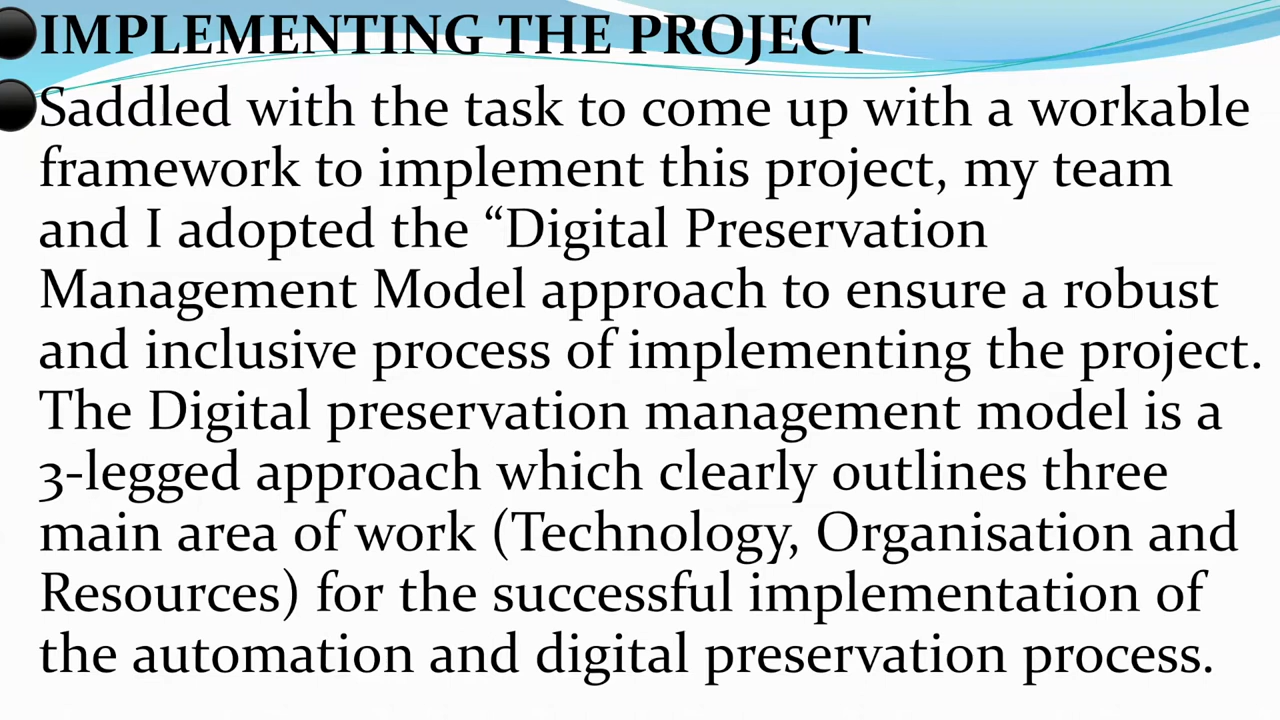 IMPLEMENTING THE PROJECT
Saddled with the task to come up with a workable
framework to implement this project, my team
and I adopted the “Digital Preservation
Management Model approach to ensure a robust
and inclusive process of implementing the project.
The Digital preservation management model is a
3-legged approach which clearly outlines three
main area of work (Technology, Organisation and
Resources) for the successful implementation of
the automation and digital preservation process.